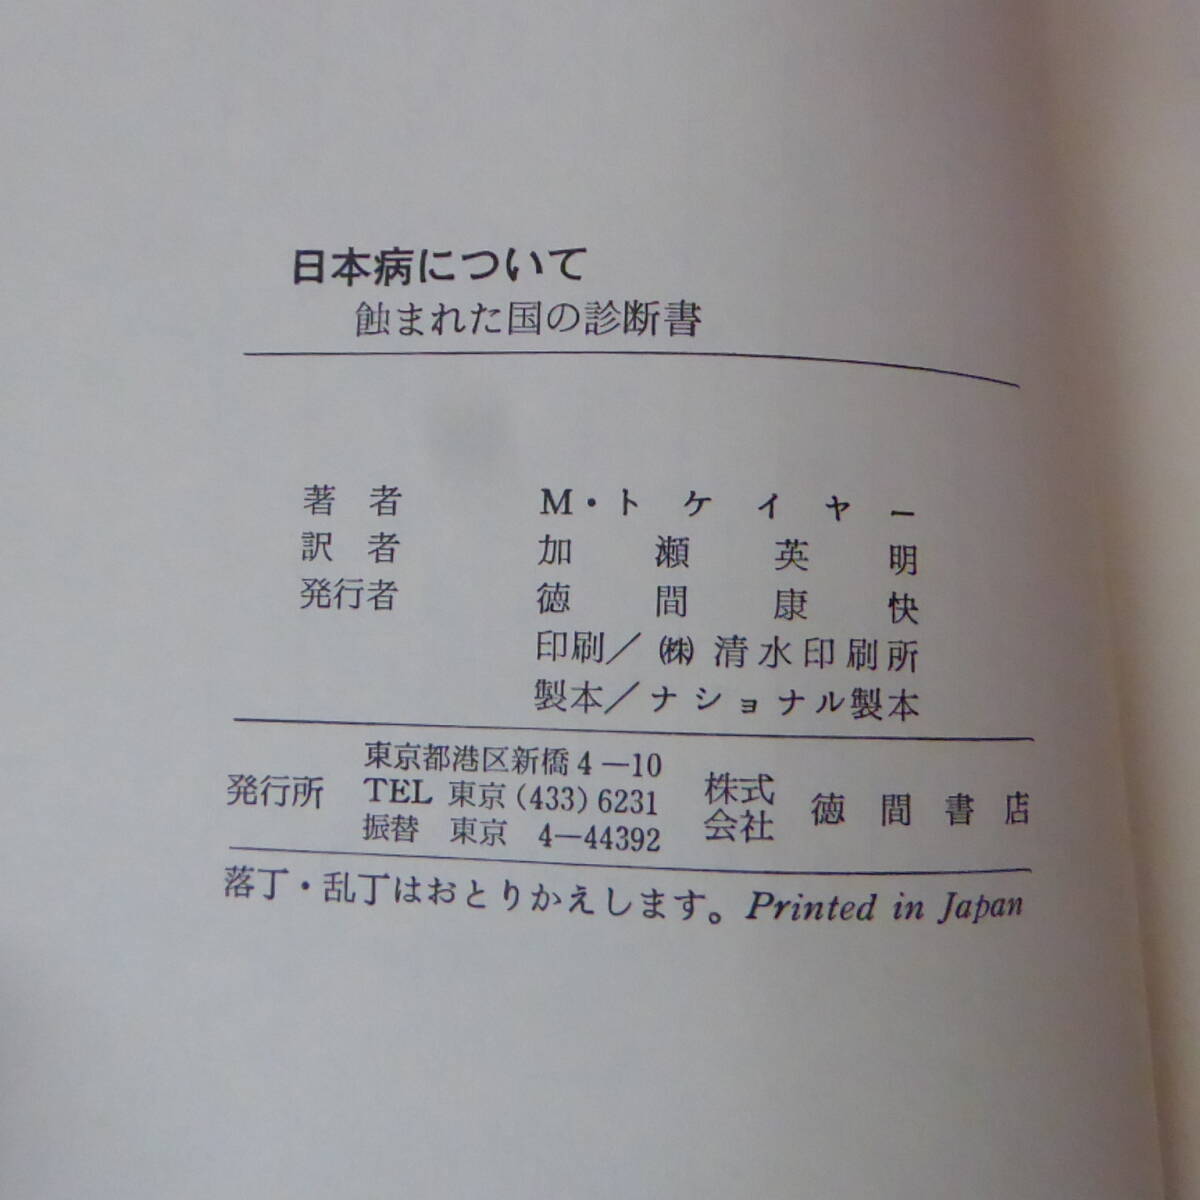 日本病について
蝕まれた国の診断書
著者 M・トケイヤー
訳者 加瀬英明
発行者 徳間康快
印刷／㈱清水印刷所
製本／ナショナル製本
発行所
東京都港区新橋4―10
TEL 東京(433)6231
振替 東京 4―44392
株式会社 徳間書店
落丁・乱丁はおとりかえします。Printed in Japan